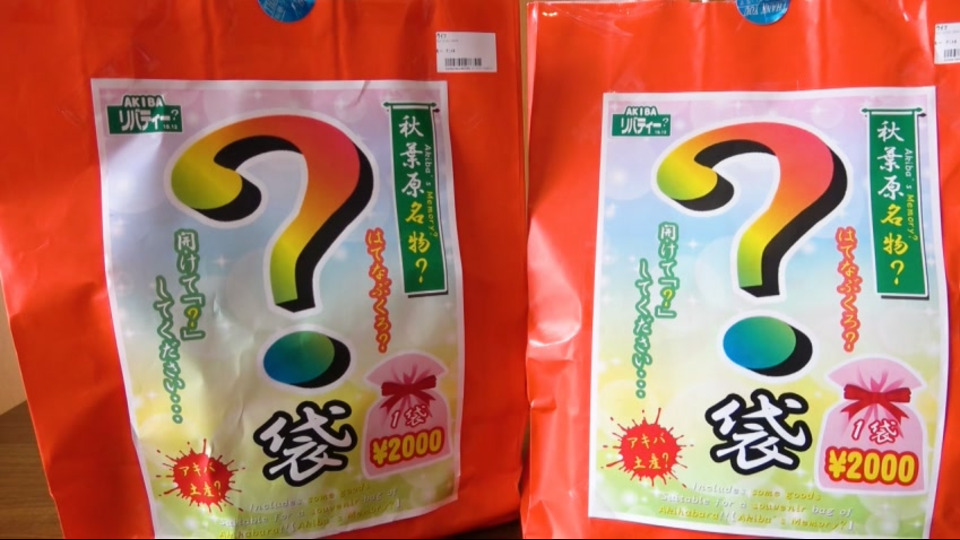 THANK YOU
AKIBA
リバティー?
秋葉原名物?
Akiba's Memory?
はてなぶくろ?
開けて「?」
してください・・・
?
袋
1袋
¥2000
アキバ
土産?
Includes some goods
suitable for a souvenir bag of
Akihabara!![Akiba's Memory?]
AKIBA
リバティー?
秋葉原名物?
Akiba's Memory?
はてなぶくろ?
開けて「?」
してください・・・
?
袋
1袋
¥2000
アキバ
土産?
Includes some goods
suitable for a souvenir bag of
Akihabara!![Akiba's Memory?]